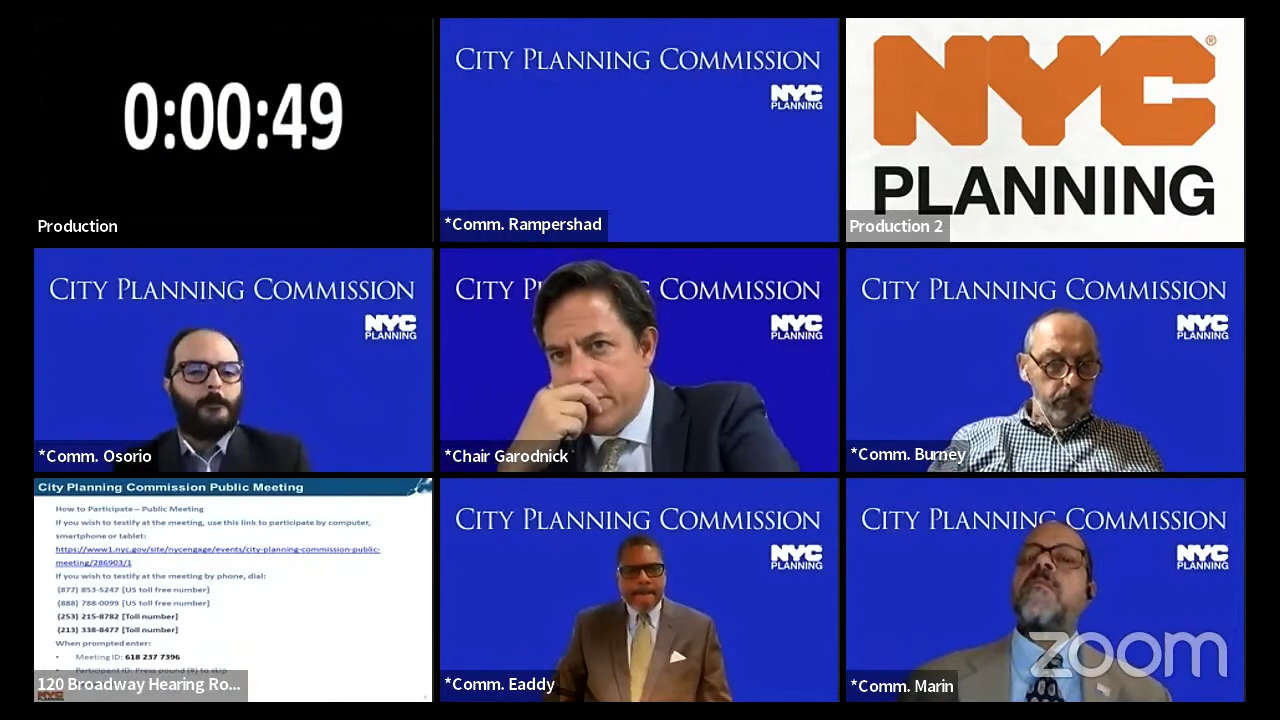 0:00:49
Production
CITY PLANNING COMMISSION
NYC
PLANNING
*Comm. Rampershad
NYC®
PLANNING
Production 2
CITY PLANNING COMMISSION
NYC
PLANNING
*Comm. Osorio
CITY P COMMISSION
NYC
PLANNING
*Chair Garodnick
CITY PLANNING COMMISSION
NYC
PLANNING
*Comm. Burney
City Planning Commission Public Meeting
How to Participate – Public Meeting
If you wish to testify at the meeting, use this link to participate by computer,
smartphone or tablet:
https://www1.nyc.gov/site/nycengage/events/city-planning-commission-public-
meeting/286903/1
If you wish to testify at the meeting by phone, dial:
(877) 853-5247 [US toll free number]
(888) 788-0099 [US toll free number]
(253) 215-8782 [Toll number]
(213) 338-8477 [Toll number]
When prompted enter:
• Meeting ID: 618 237 7396
• Participant ID: Press pound (#) to skip
120 Broadway Hearing Ro...
CITY PLANNING COMMISSION
NYC
PLANNING
*Comm. Eaddy
CITY PLANNING COMMISSION
NYC
PLANNING
*Comm. Marin
zoom